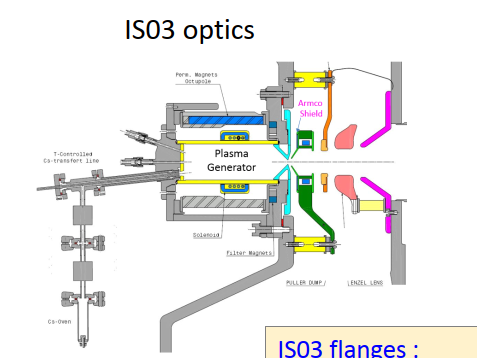 IS03 optics
Perm. Magnets
Octupole
Armco
Shield
T-Controlled
Cs-transfert line
Plasma
Generator
Solenoid
Filter Magnets
PULLER DUMP
LENZEL LENS
Cs-Oven
IS03 flanges :